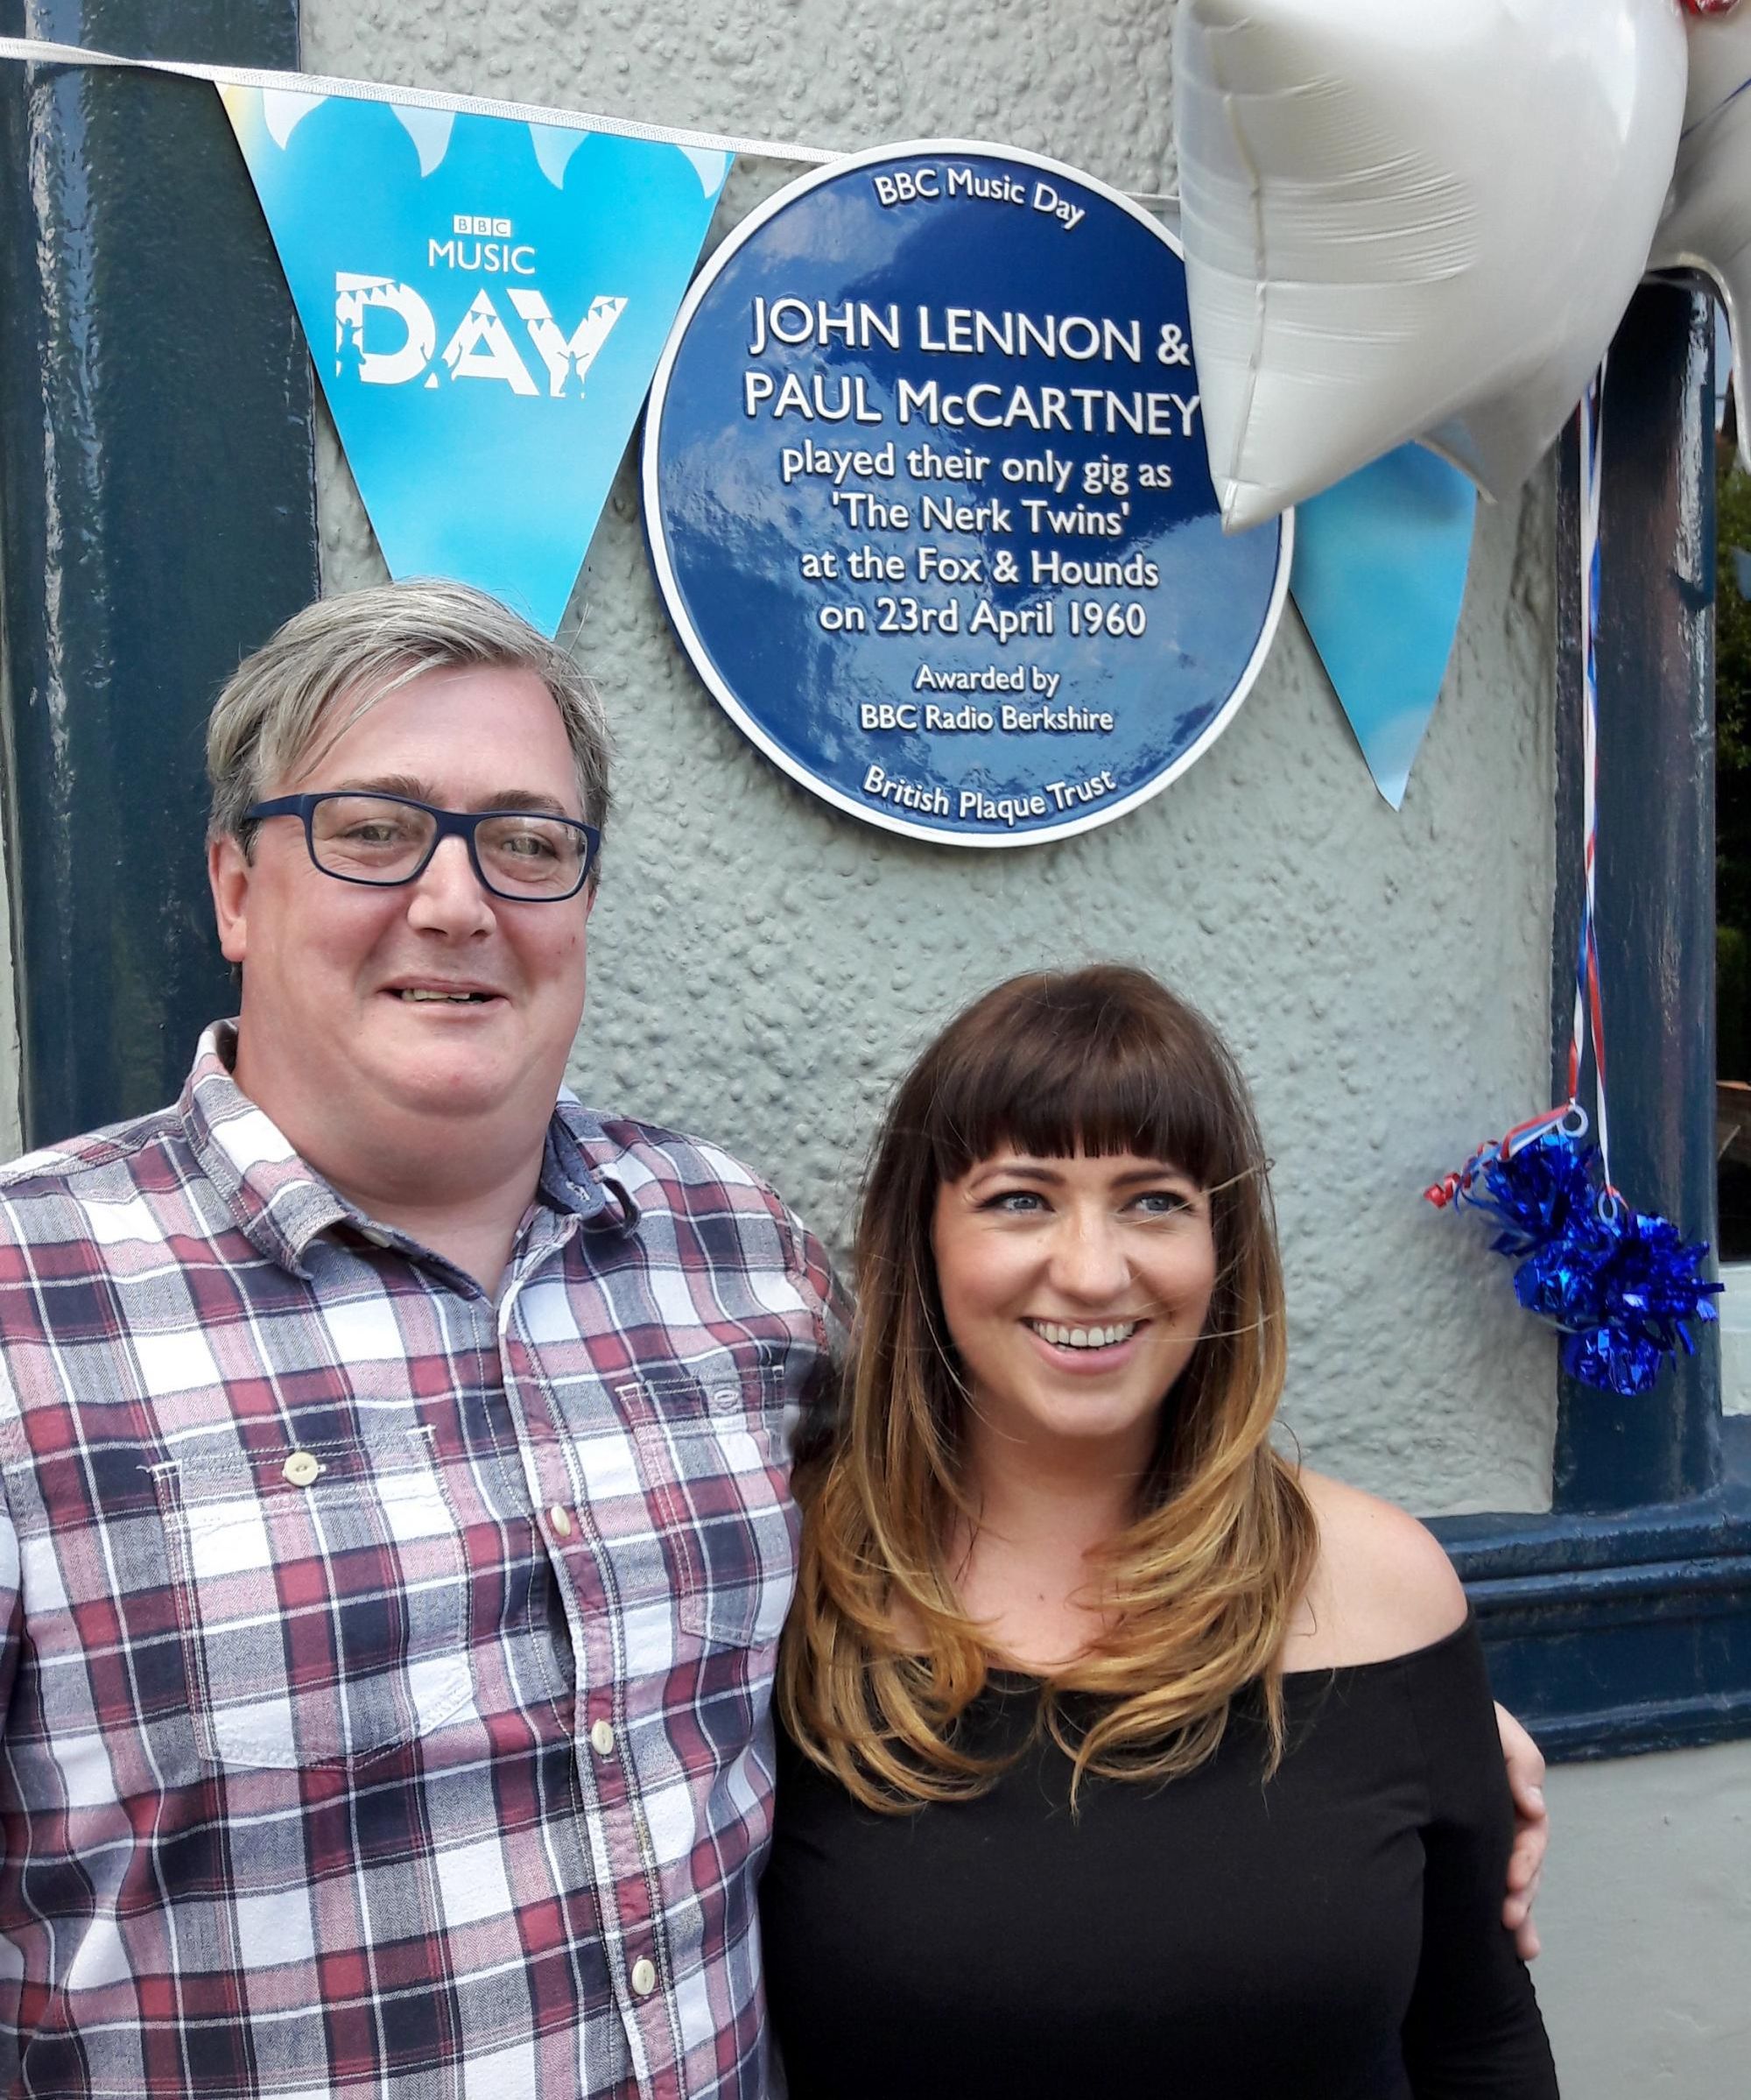 BBC
MUSIC
DAY
BBC Music Day
JOHN LENNON &
PAUL McCARTNEY
played their only gig as
'The Nerk Twins'
at the Fox & Hounds
on 23rd April 1960
Awarded by
BBC Radio Berkshire
British Plaque Trust